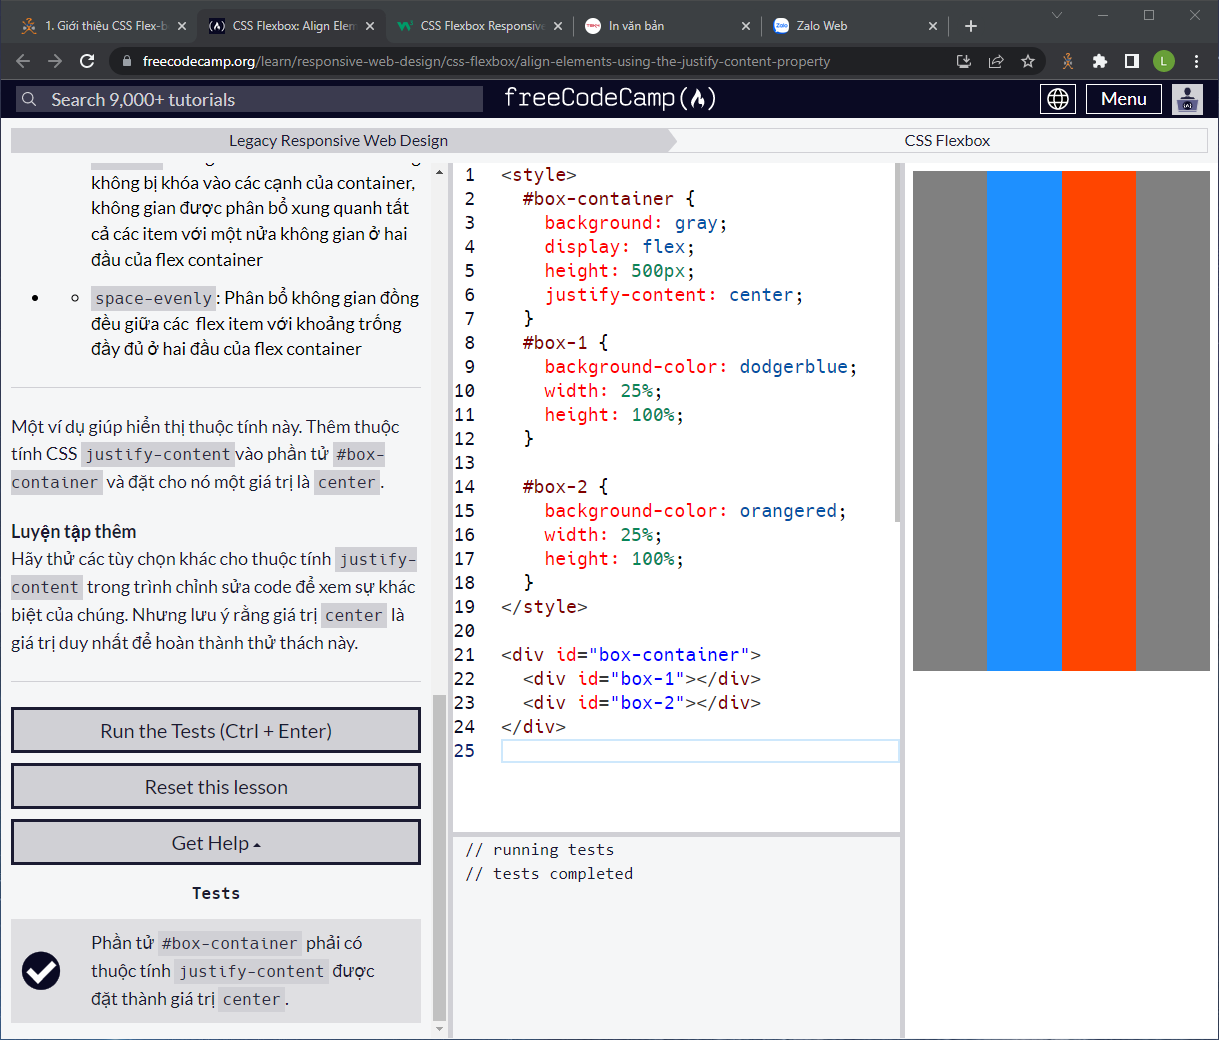 1. Giới thiệu CSS Flex-b
CSS Flexbox: Align Elem
CSS Flexbox Responsive
In văn bản
Zalo Web
freecodecamp.org/learn/responsive-web-design/css-flexbox/align-elements-using-the-justify-content-property
L
Search 9,000+ tutorials
freeCodeCamp
Menu
Legacy Responsive Web Design
CSS Flexbox
không bị khóa vào các cạnh của container,
không gian được phân bổ xung quanh tất
cả các item với một nửa không gian ở hai
đầu của flex container
space-evenly: Phân bổ không gian đồng
đều giữa các flex item với khoảng trống
đầy đủ ở hai đầu của flex container
Một ví dụ giúp hiển thị thuộc tính này. Thêm thuộc
tính CSS justify-content vào phần tử #box-
container và đặt cho nó một giá trị là center.
Luyện tập thêm
Hãy thử các tùy chọn khác cho thuộc tính justify-
content trong trình chỉnh sửa code để xem sự khác
biệt của chúng. Nhưng lưu ý rằng giá trị center là
giá trị duy nhất để hoàn thành thử thách này.
Run the Tests (Ctrl + Enter)
Reset this lesson
Get Help
Tests
Phần tử #box-container phải có
thuộc tính justify-content được
đặt thành giá trị center.
1 <style>
2 #box-container {
3 background: gray;
4 display: flex;
5 height: 500px;
6 justify-content: center;
7 }
8 #box-1 {
9 background-color: dodgerblue;
10 width: 25%;
11 height: 100%;
12 }
13
14 #box-2 {
15 background-color: orangered;
16 width: 25%;
17 height: 100%;
18 }
19 </style>
20
21 <div id="box-container">
22 <div id="box-1"></div>
23 <div id="box-2"></div>
24 </div>
25
// running tests
// tests completed